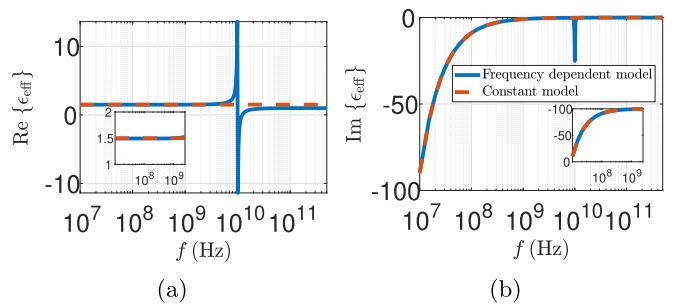 10
0
-10
Re {ϵeff}
2
1.5
1
10^8 10^9
10^7 10^8 10^9 10^10 10^11
f (Hz)
(a)
0
-50
-100
Im {ϵeff}
Frequency dependent model
Constant model
-100
-50
0
10^8 10^9
10^7 10^8 10^9 10^10 10^11
f (Hz)
(b)